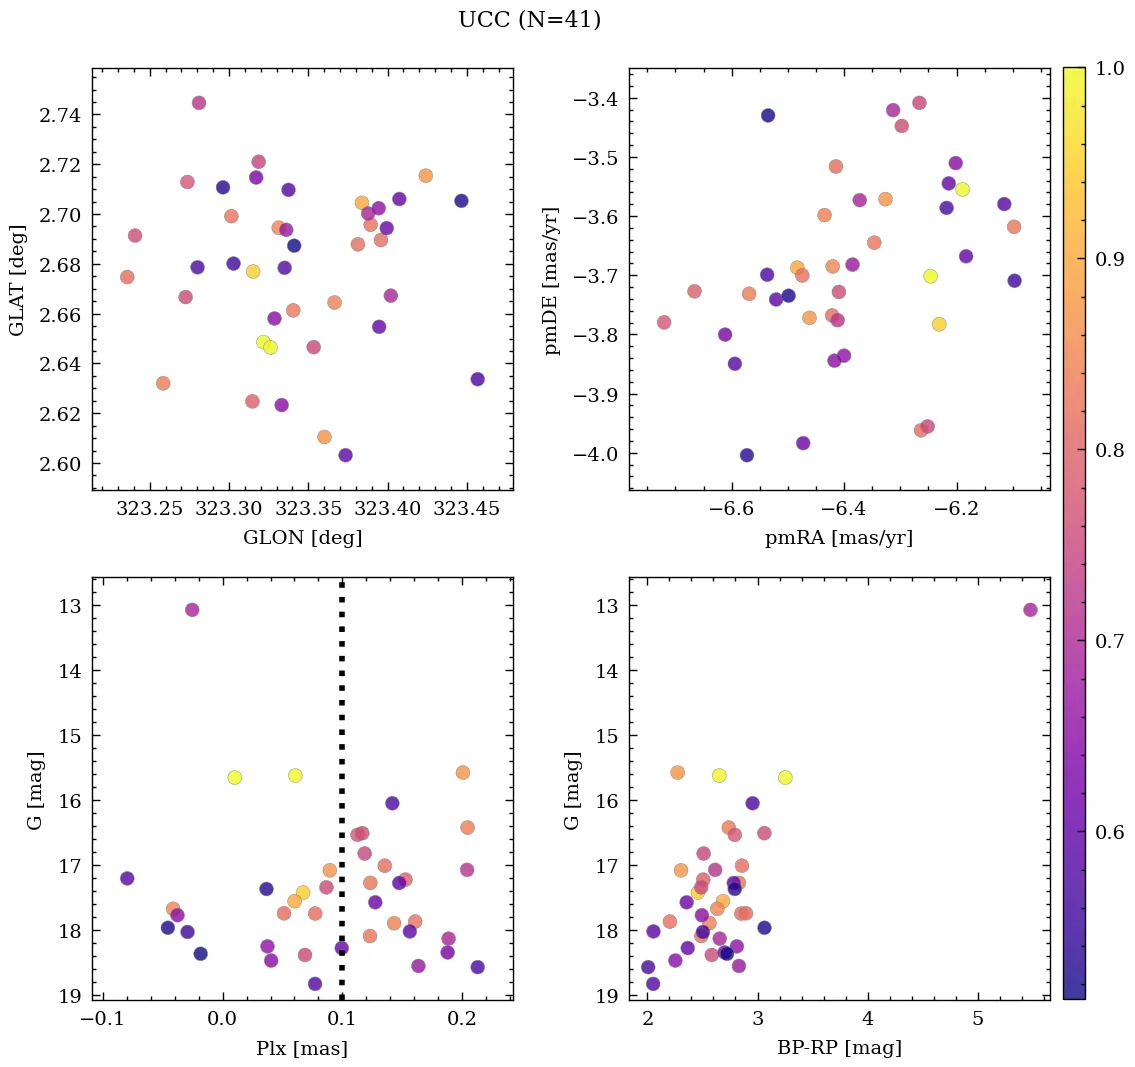 UCC (N=41)
2.74
2.72
2.70
2.68
2.66
2.64
2.62
2.60
GLAT [deg]
323.25 323.30 323.35 323.40 323.45
GLON [deg]
−3.4
−3.5
−3.6
−3.7
−3.8
−3.9
−4.0
pmDE [mas/yr]
−6.6 −6.4 −6.2
pmRA [mas/yr]
1.0
0.9
0.8
0.7
0.6
13
14
15
16
17
18
19
G [mag]
−0.1 0.0 0.1 0.2
Plx [mas]
13
14
15
16
17
18
19
G [mag]
2 3 4 5
BP-RP [mag]